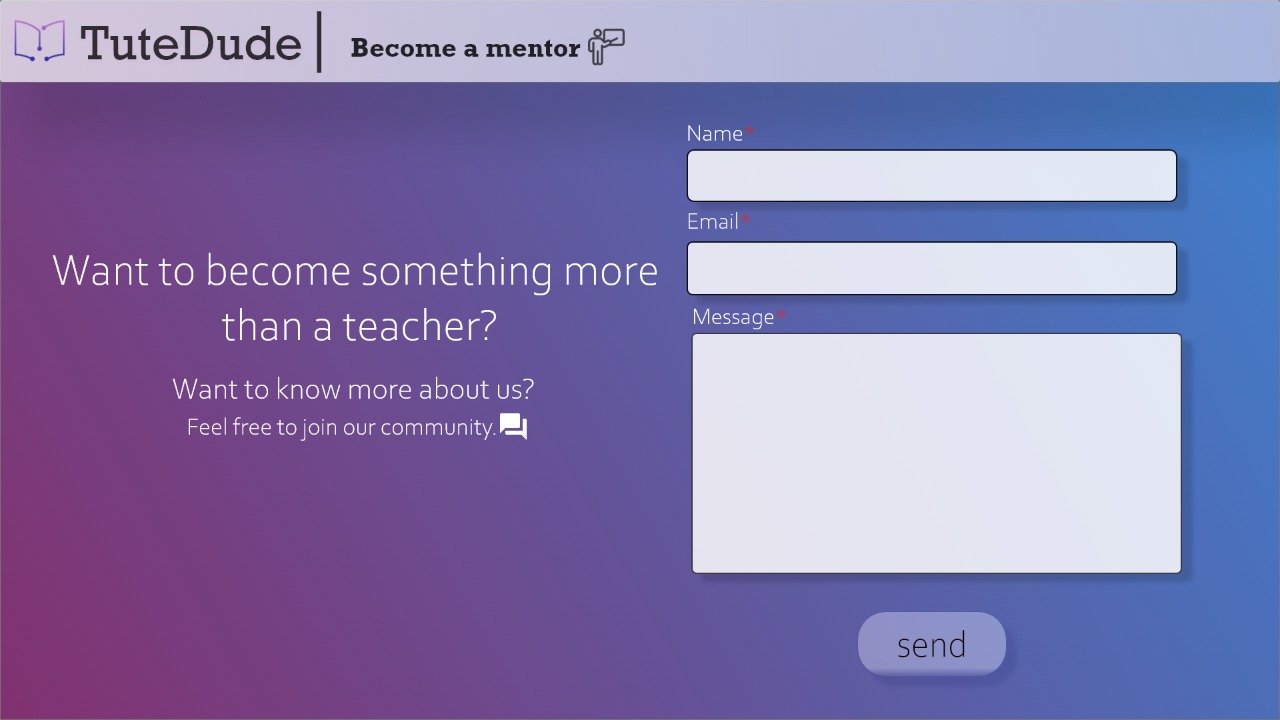 TuteDude
Become a mentor
Want to become something more
than a teacher?
Want to know more about us?
Feel free to join our community.
Name*
Email*
Message*
send